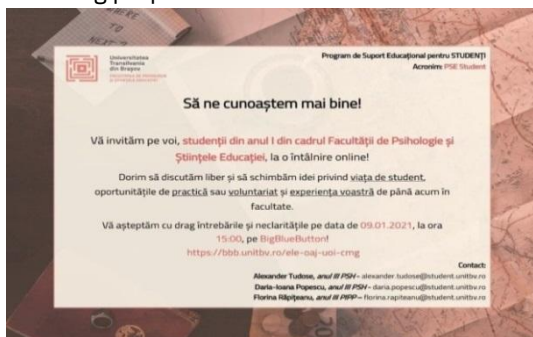 WHERE
TO
NEXT?
Universitatea
Transilvania
din Brașov
Program de Suport Educațional pentru STUDENȚI
Acronim: PSE Student
Să ne cunoaștem mai bine!
Vă invităm pe voi, studenții din anul I din cadrul Facultății de Psihologie și
Științele Educației, la o întâlnire online!
Dorim să discutăm liber și să schimbăm idei privind viața de student,
oportunitățile de practică sau voluntariat și experiența voastră de până acum în
facultate.
Vă așteptăm cu drag întrebările și neclaritățile pe data de 09.01.2021, la ora
15:00, pe BigBlueButton!
https://bbb.unitbv.ro/ele-oaj-uoi-cmg
Contact:
Alexander Tudose, anul III PSH – alexander.tudose@student.unitbv.ro
Daria-Ioana Popescu, anul III PSH - daria.popescu@student.unitbv.ro
Florina Râpițeanu, anul III PIPP – florina.rapiteanu@student.unitbv.ro